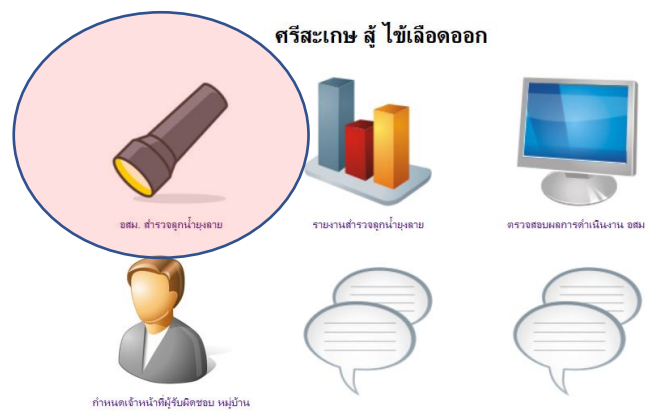 ศรีสะเกษ สู้ ไข้เลือดออก
อสม. สำรวจลูกน้ำยุงลาย
รายงานสำรวจลูกน้ำยุงลาย
ตรวจสอบผลการดำเนินงาน อสม
กำหนดเจ้าหน้าที่ผู้รับผิดชอบ หมู่บ้าน